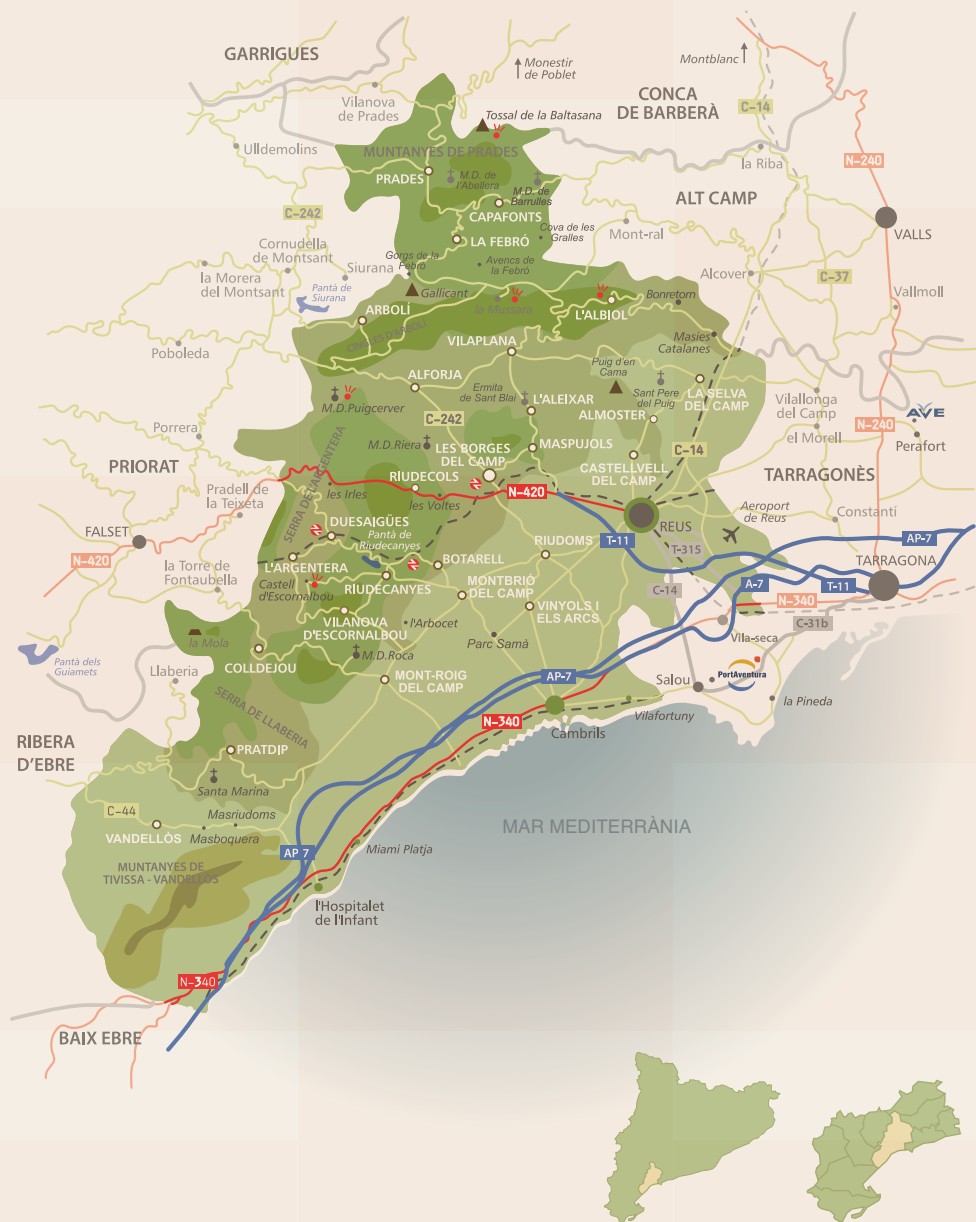 GARRIGUES
Monestir
de Poblet
Montblanc
Vilanova
de Prades
CONCA
DE BARBERÀ
C-14
Tossal de la Baltasana
Ulldemolins
MUNTANYES DE PRADES
la Riba
N-240
PRADES
M.D. de
l'Abellera
M.D. de
Barrulles
ALT CAMP
C-242
CAPAFONTS
VALLS
Cornudella
de Montsant
LA FEBRÓ
Cova de les
Gralles
Mont-ral
la Morera
del Montsant
Siurana
Gorgs de la
Febró
Avencs de
la Febró
Alcover
C-37
Pantà de
Siurana
Gallicant
la Mussara
Bonretorn
Vallmoll
ARBOLÍ
L'ALBIOL
CINGLES D'ARBOLÍ
Masies
Catalanes
Poboleda
VILAPLANA
Puig d'en
Cama
ALFORJA
Ermita
de Sant Blai
L'ALEIXAR
Sant Pere
del Puig
LA SELVA
DEL CAMP
Vilallonga
del Camp
AVE
M.D.Puigcerver
C-242
ALMOSTER
N-240
Porrera
M.D.Riera
MASPUJOLS
C-14
el Morell
Perafort
LES BORGES
DEL CAMP
CASTELLVELL
DEL CAMP
PRIORAT
SERRA DE L'ARGENTERA
RIUDECOLS
TARRAGONÈS
Pradell de
la Teixeta
les Irles
les Voltes
N-420
Aeroport
de Reus
Constantí
FALSET
DUESAIGÜES
REUS
Pantà de
Riudecanyes
RIUDOMS
T-11
T-315
AP-7
N-420
la Torre de
Fontaubella
L'ARGENTERA
BOTARELL
TARRAGONA
Castell
d'Escornalbou
RIUDECANYES
MONTBRIÓ
DEL CAMP
C-14
A-7
T-11
N-340
VILANOVA
D'ESCORNALBOU
l'Arbocet
VINYOLS I
ELS ARCS
C-31b
la Mola
Parc Samà
Vila-seca
Pantà dels
Guiamets
Llaberia
COLLDEJOU
M.D.Roca
MONT-ROIG
DEL CAMP
AP-7
Salou
PortAventura
la Pineda
SERRA DE LLABERIA
N-340
Vilafortuny
Cambrils
RIBERA
D'EBRE
PRATDIP
Santa Marina
C-44
Masriudoms
MAR MEDITERRÀNIA
VANDELLÒS
Masboquera
Miami Platja
AP 7
MUNTANYES DE
TIVISSA - VANDELLÒS
l'Hospitalet
de l'Infant
N-340
BAIX EBRE